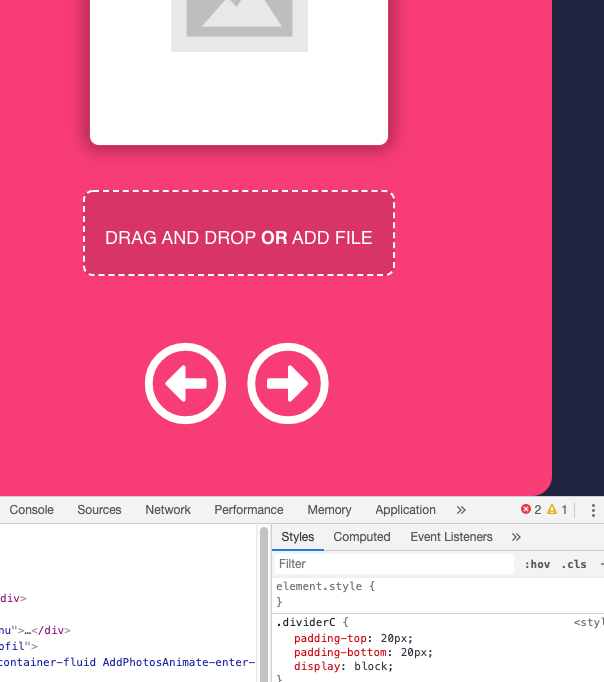 DRAG AND DROP OR ADD FILE
Console Sources Network Performance Memory Application » 2 1
Styles Computed Event Listeners »
Filter :hov .cls
element.style {
}
.dividerC { <styl
padding-top: 20px;
padding-bottom: 20px;
display: block;
}
div>
nu">…</div>
ofil">
container-fluid AddPhotosAnimate-enter-